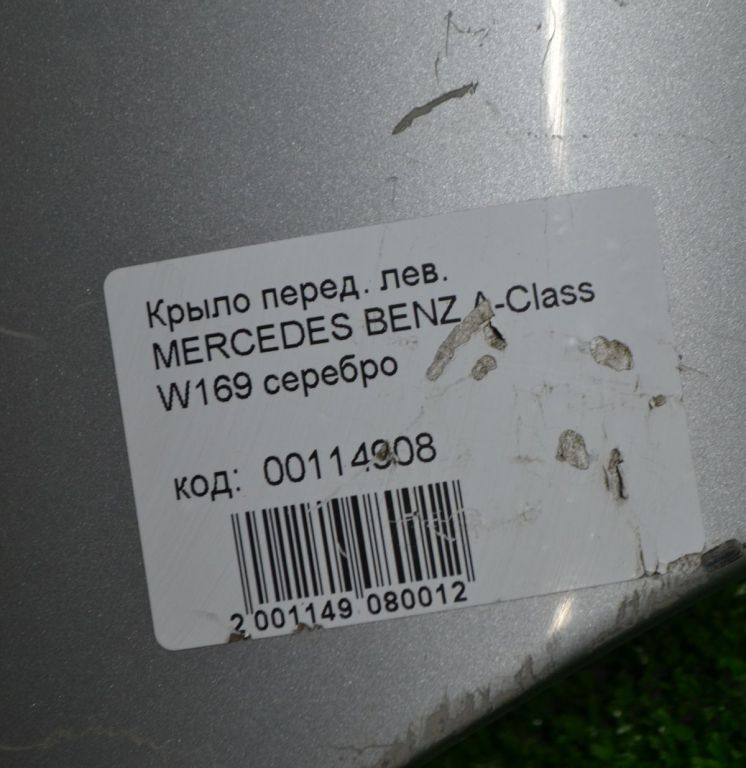 Крыло перед. лев.
MERCEDES BENZ A-Class
W169 серебро
код: 00114908
2 001149 080012